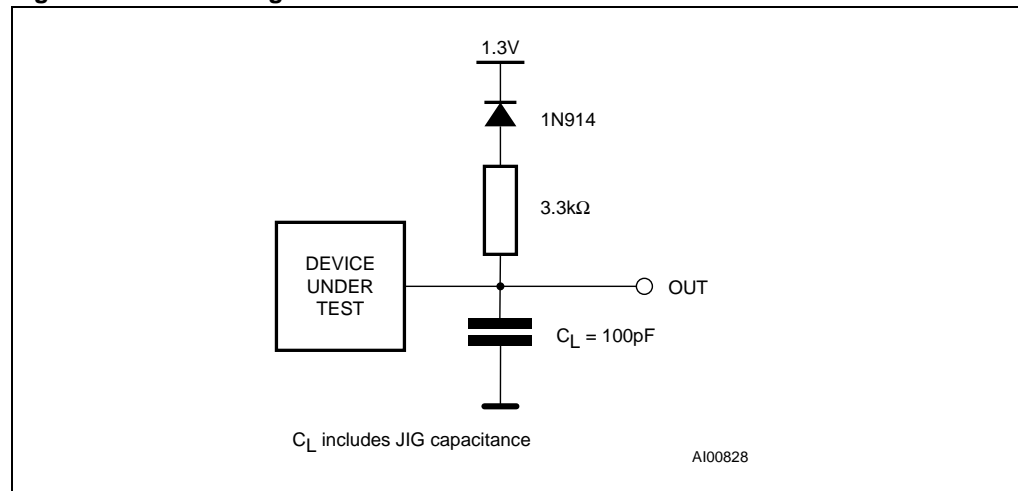 1.3V
1N914
3.3kΩ
DEVICE
UNDER
TEST
OUT
CL = 100pF
CL includes JIG capacitance
AI00828